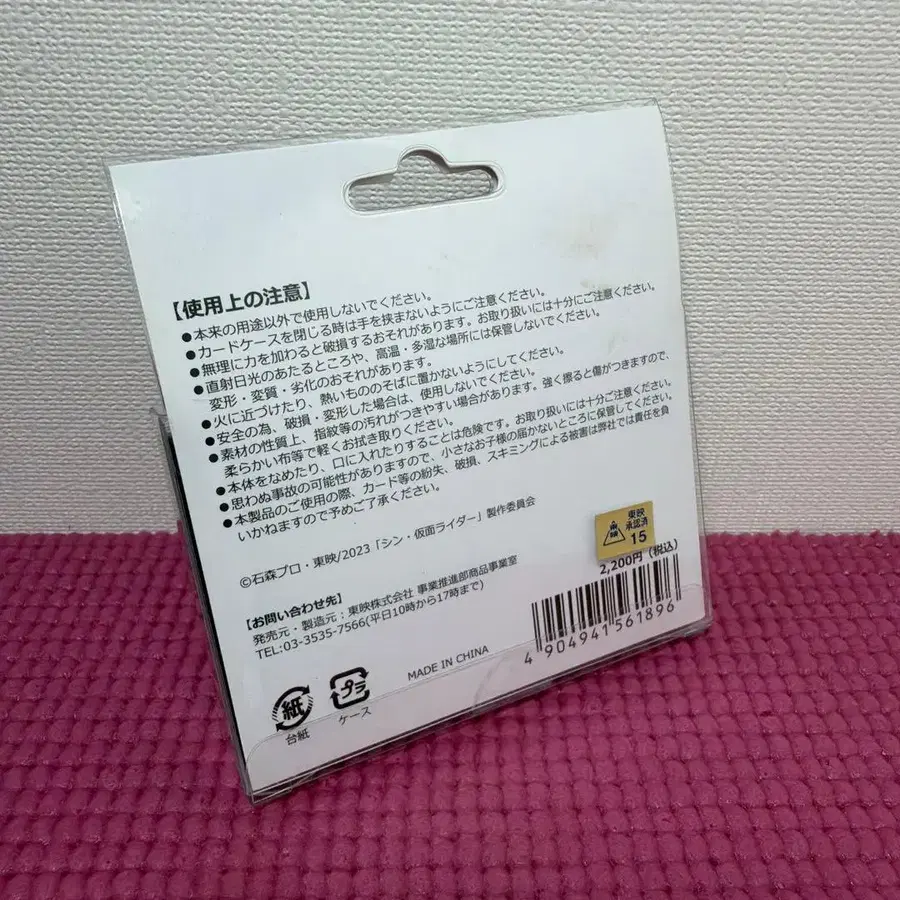 【使用上の注意】
●本来の用途以外で使用しないでください。
●カードケースを閉じる時は手を挟まないようにご注意ください。
●無理に力を加わると破損するおそれがあります。お取り扱いには十分にご注意ください。
●直射日光のあたるところや、高温・多湿な場所には保管しないでください。
変形・変質・劣化のおそれがあります。
●火に近づけたり、熱いもののそばに置かないようにしてください。
●安全の為、破損・変形した場合は、使用しないでください。
●素材の性質上、指紋等の汚れがつきやすい場合があります。強く擦ると傷がつきますので、
柔らかい布等で軽くお拭き取りください。
●本体をなめたり、口に入れたりすることは危険です。お取り扱いには十分ご注意ください。
●思わぬ事故の可能性がありますので、小さなお子様の届かないところに保管してください。
●本製品のご使用の際、カード等の紛失、破損、スキミングによる被害は弊社では責任を負
いかねますので予めご了承ください。
©石森プロ・東映/2023「シン・仮面ライダー」製作委員会
東映
承認済
15
2,200円(税込)
【お問い合わせ先】
発売元・製造元：東映株式会社 事業推進部商品事業室
TEL:03-3535-7566(平日10時から17時まで)
MADE IN CHINA
4 904941 561896
紙
台紙
プラ
ケース